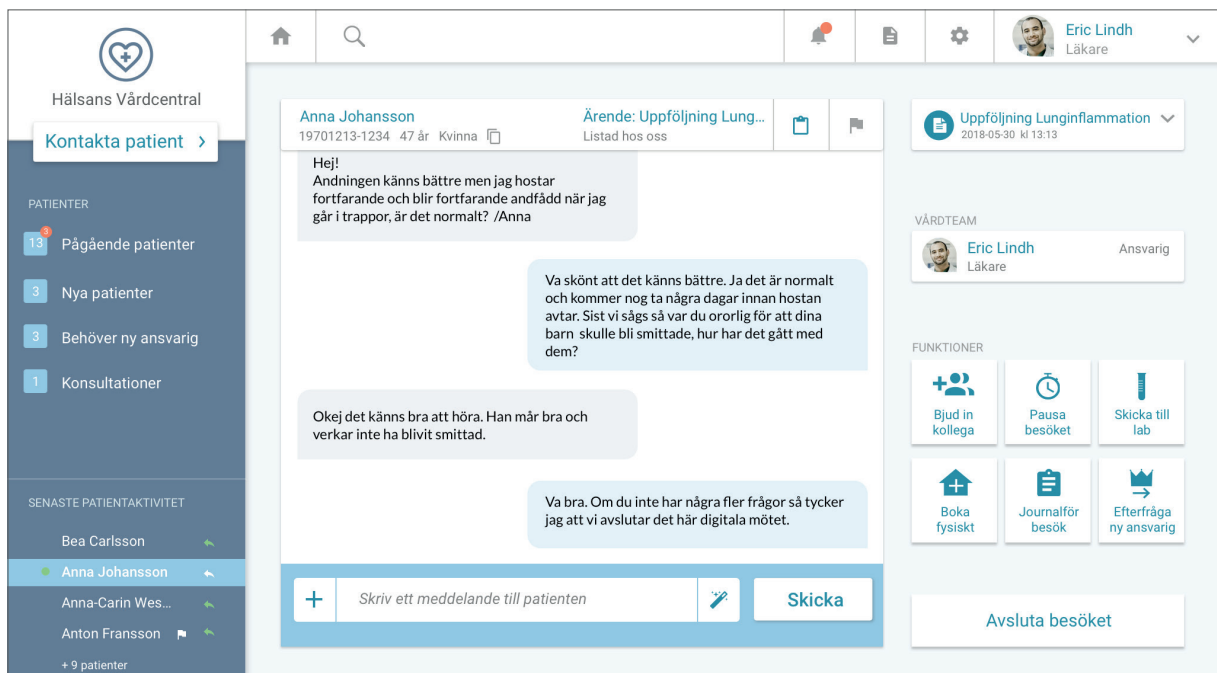 Hälsans Vårdcentral
Kontakta patient
PATIENTER
13
3
Pågående patienter
3
Nya patienter
3
Behöver ny ansvarig
1
Konsultationer
SENASTE PATIENTAKTIVITET
Bea Carlsson
Anna Johansson
Anna-Carin Wes...
Anton Fransson
+ 9 patienter
Eric Lindh
Läkare
Anna Johansson
19701213-1234 47 år Kvinna
Ärende: Uppföljning Lung...
Listad hos oss
Hej!
Andningen känns bättre men jag hostar
fortfarande och blir fortfarande andfådd när jag
går i trappor, är det normalt? /Anna
Va skönt att det känns bättre. Ja det är normalt
och kommer nog ta några dagar innan hostan
avtar. Sist vi sågs så var du ororlig för att dina
barn skulle bli smittade, hur har det gått med
dem?
Okej det känns bra att höra. Han mår bra och
verkar inte ha blivit smittad.
Va bra. Om du inte har några fler frågor så tycker
jag att vi avslutar det här digitala mötet.
Skriv ett meddelande till patienten
Skicka
Uppföljning Lunginflammation
2018-05-30 kl 13:13
VÅRDTEAM
Eric Lindh
Läkare
Ansvarig
FUNKTIONER
Bjud in
kollega
Pausa
besöket
Skicka till
lab
Boka
fysiskt
Journalför
besök
Efterfråga
ny ansvarig
Avsluta besöket